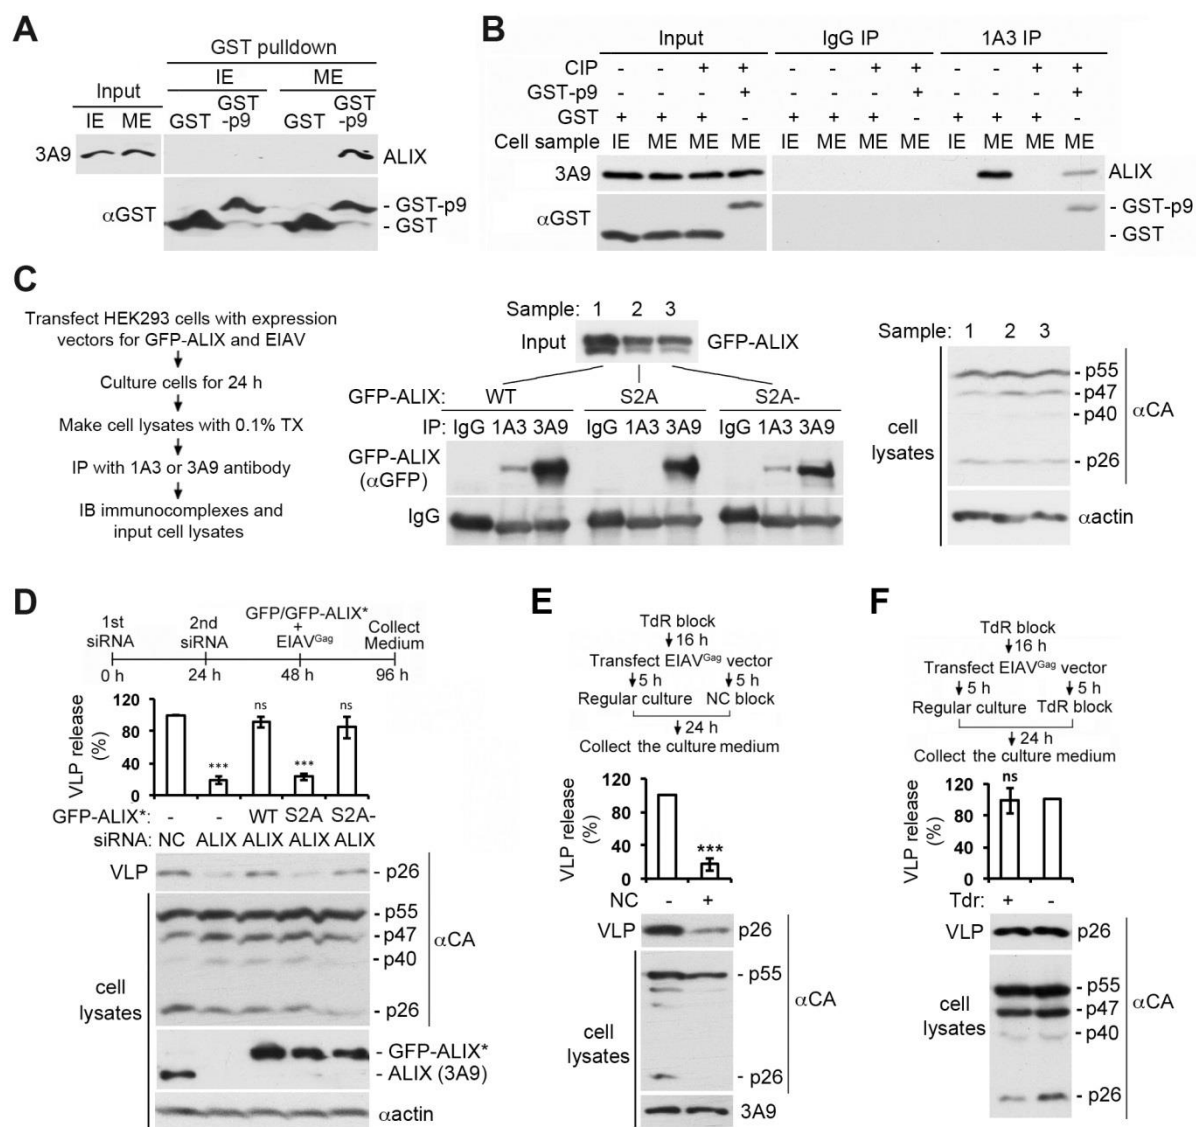 A
GST pulldown
IE ME
Input GST GST
IE ME GST -p9 GST -p9
3A9 ALIX
αGST - GST-p9
- GST
B
Input IgG IP 1A3 IP
CIP - - + + - - + + - - + +
GST-p9 - - - + - - - + - - - +
GST + + + - + + + - + + + -
Cell sample IE ME ME ME IE ME ME ME IE ME ME ME
3A9 ALIX
αGST - GST-p9
- GST
C
Transfect HEK293 cells with expression
vectors for GFP-ALIX and EIAV
Culture cells for 24 h
Make cell lysates with 0.1% TX
IP with 1A3 or 3A9 antibody
IB immunocomplexes and
input cell lysates
Sample: 1 2 3
Input GFP-ALIX
GFP-ALIX: WT S2A S2A-
IP: IgG 1A3 3A9 IgG 1A3 3A9 IgG 1A3 3A9
GFP-ALIX
(αGFP)
IgG
Sample: 1 2 3
- p55
- p47
- p40
- p26
αCA
cell
lysates
αactin
D
1st
siRNA
2nd
siRNA
GFP/GFP-ALIX*
+
EIAVGag
Collect
Medium
0 h 24 h 48 h 96 h
VLP release
(%)
120
80
40
0
*** ns *** ns
GFP-ALIX*: - - WT S2A S2A-
siRNA: NC ALIX ALIX ALIX ALIX
VLP - p26
- p55
- p47
- p40
- p26
αCA
cell
lysates
- GFP-ALIX*
- ALIX (3A9)
αactin
E
TdR block
16 h
Transfect EIAVGag vector
5 h 5 h
Regular culture NC block
24 h
Collect the culture medium
VLP release
(%)
120
80
40
0
***
NC - +
VLP p26
- p55
- p26
αCA
cell
lysates
3A9
F
TdR block
16 h
Transfect EIAVGag vector
5 h 5 h
Regular culture TdR block
24 h
Collect the culture medium
VLP release
(%)
120
80
40
0
ns
Tdr: + -
VLP p26
- p55
- p47
- p40
- p26
αCA
cell
lysates